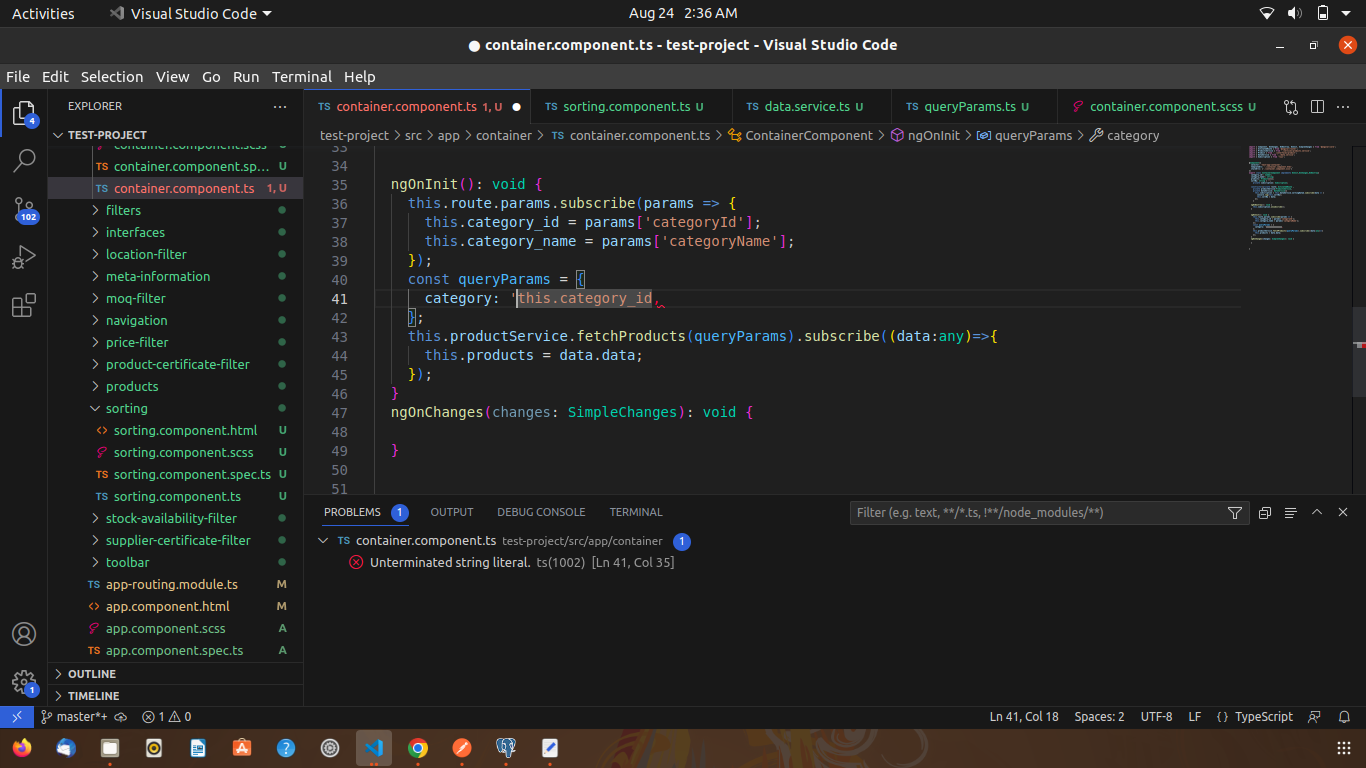 Activities Visual Studio Code Aug 24 2:36 AM
container.component.ts - test-project - Visual Studio Code
File Edit Selection View Go Run Terminal Help
EXPLORER
TS container.component.ts 1, U TS sorting.component.ts U TS data.service.ts U TS queryParams.ts U container.component.scss U
test-project > src > app > container > TS container.component.ts > ContainerComponent > ngOnInit > queryParams > category
TEST-PROJECT
container.component.scss U
TS container.component.sp... U
TS container.component.ts 1, U
filters
interfaces
location-filter
meta-information
moq-filter
navigation
price-filter
product-certificate-filter
products
sorting
<> sorting.component.html U
sorting.component.scss U
TS sorting.component.spec.ts U
TS sorting.component.ts U
stock-availability-filter
supplier-certificate-filter
toolbar
TS app-routing.module.ts M
<> app.component.html M
app.component.scss A
TS app.component.spec.ts A
OUTLINE
TIMELINE
4
102
1
33
34
35 ngOnInit(): void {
36 this.route.params.subscribe(params => {
37 this.category_id = params['categoryId'];
38 this.category_name = params['categoryName'];
39 });
40 const queryParams = {
41 category: 'this.category_id,
42 };
43 this.productService.fetchProducts(queryParams).subscribe((data:any)=>{
44 this.products = data.data;
45 });
46 }
47 ngOnChanges(changes: SimpleChanges): void {
48
49 }
50
51
PROBLEMS 1 OUTPUT DEBUG CONSOLE TERMINAL Filter (e.g. text, **/*.ts, !**/node_modules/**)
TS container.component.ts test-project/src/app/container 1
Unterminated string literal. ts(1002) [Ln 41, Col 35]
master*+ 1 0 Ln 41, Col 18 Spaces: 2 UTF-8 LF {} TypeScript